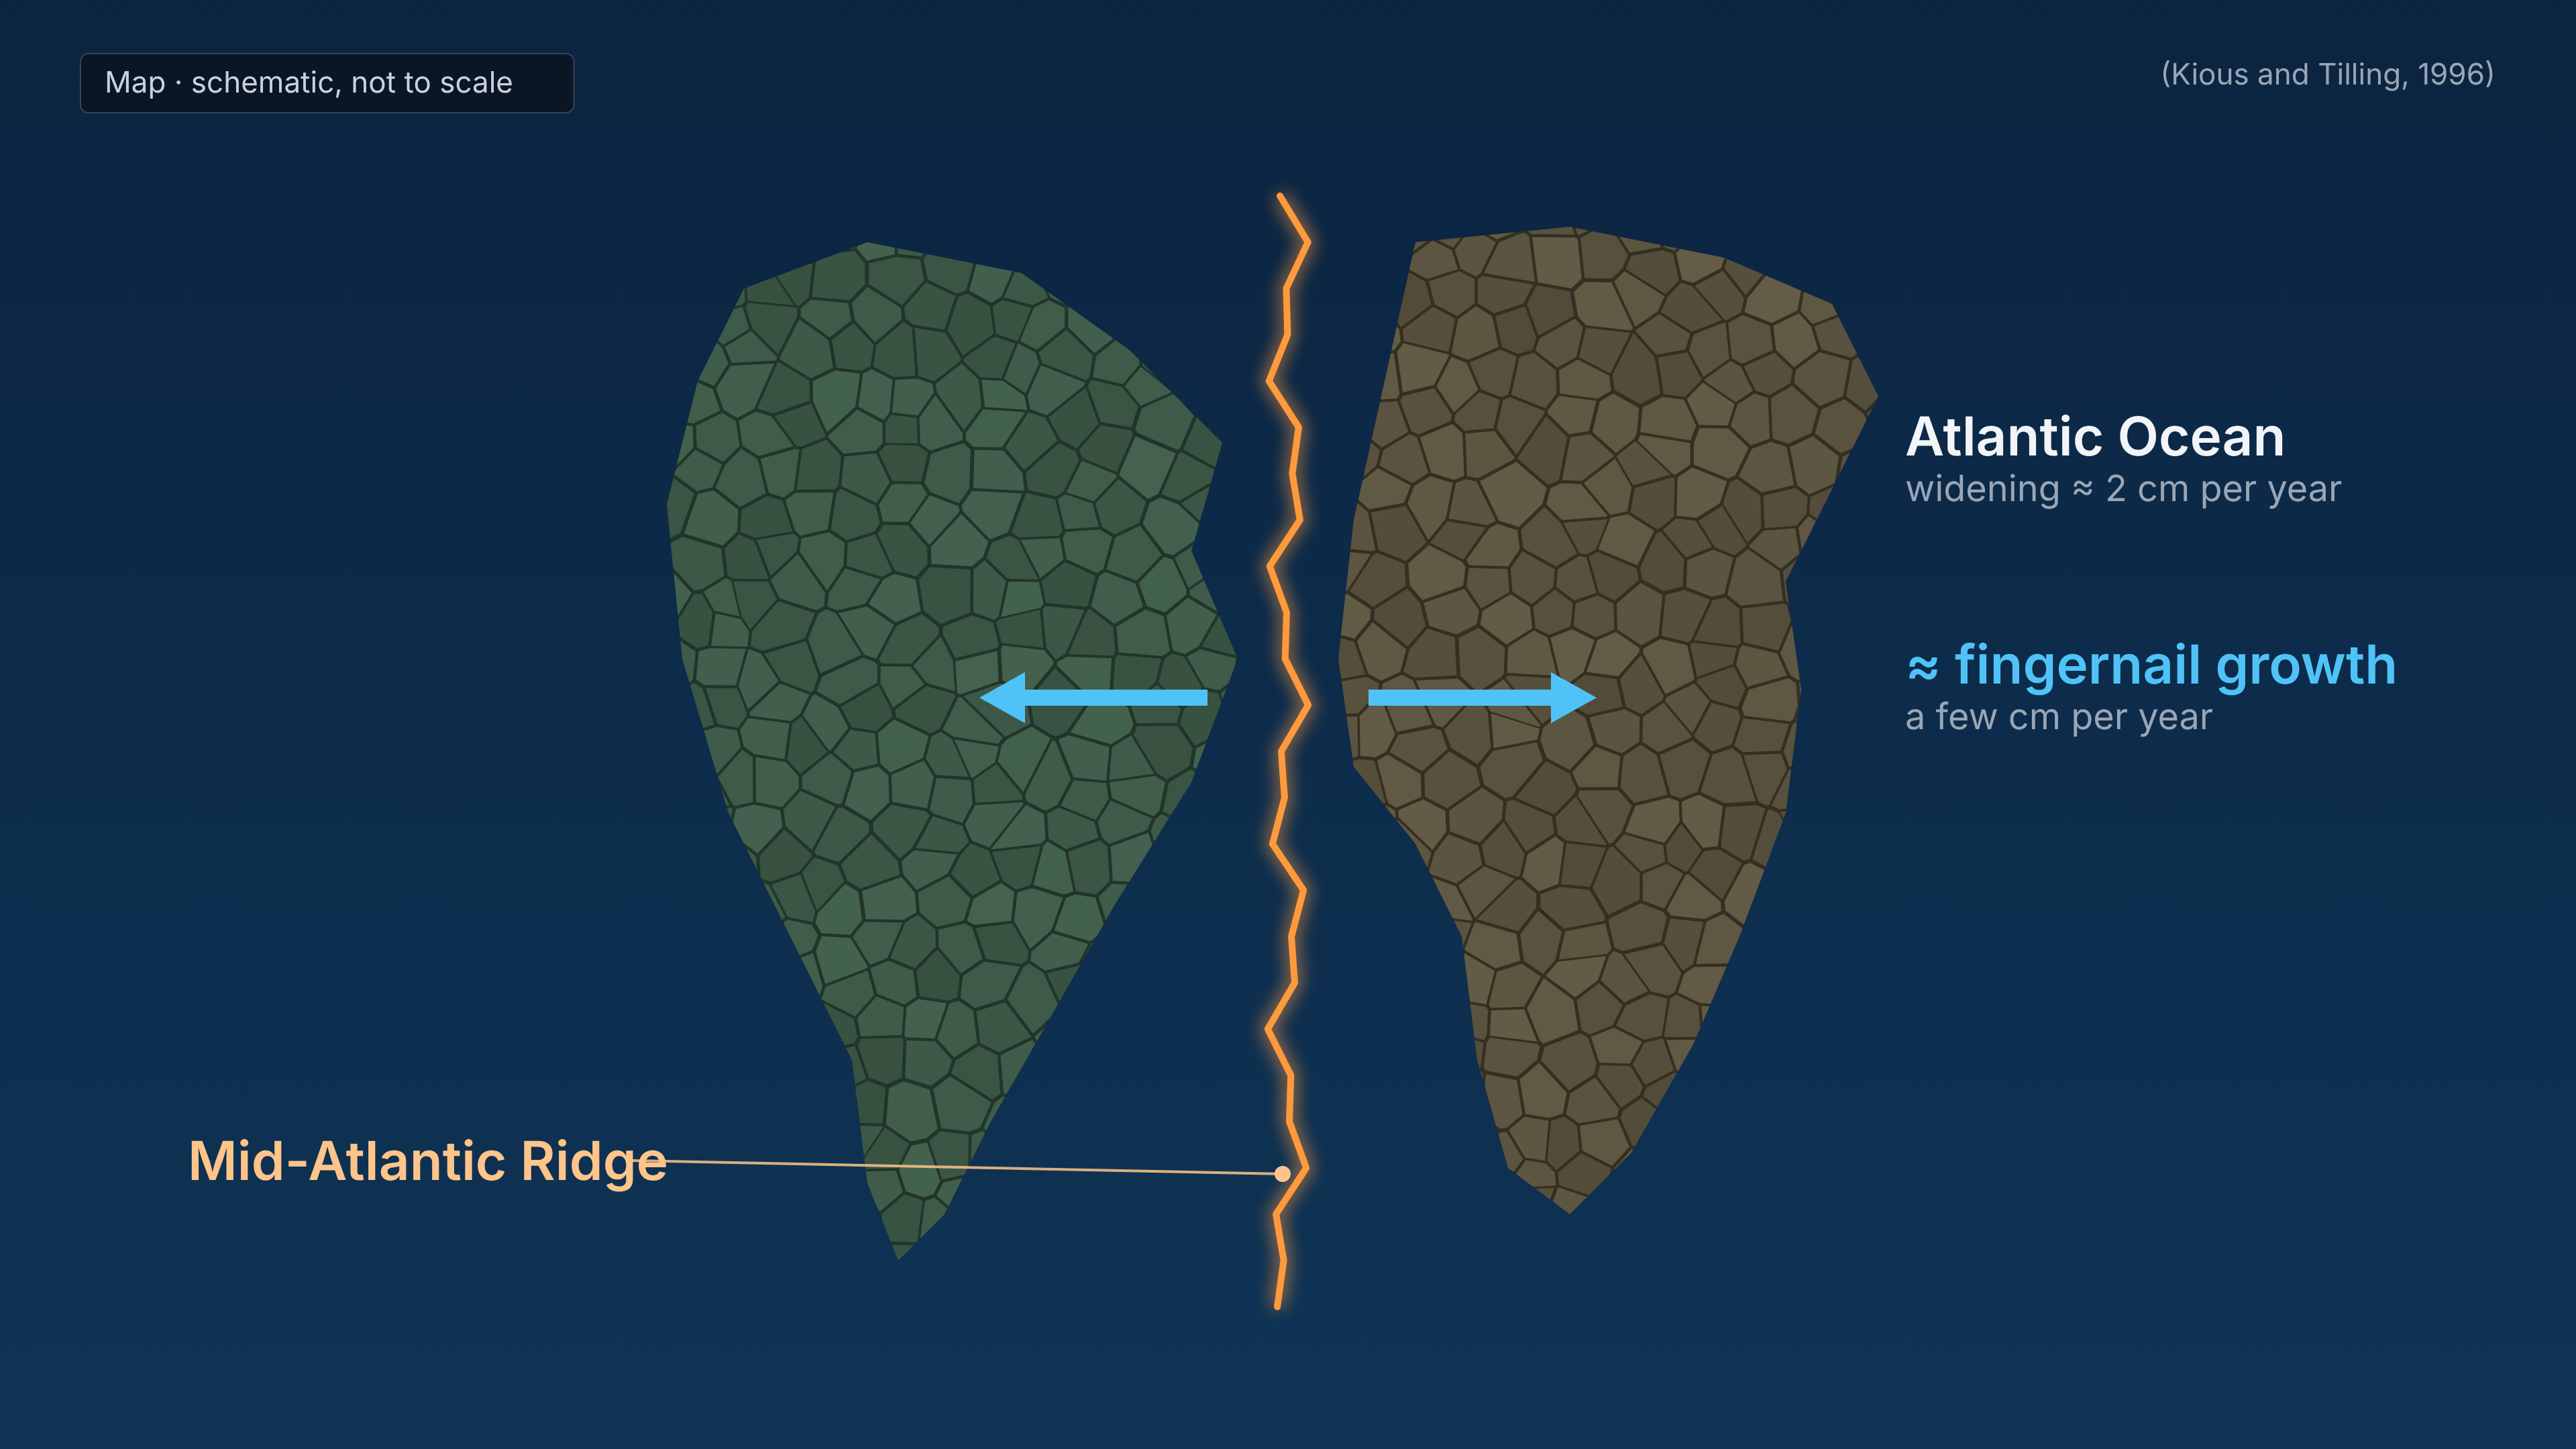 Map · schematic, not to scale
(Kious and Tilling, 1996)
Atlantic Ocean
widening ≈ 2 cm per year
≈ fingernail growth
a few cm per year
Mid-Atlantic Ridge